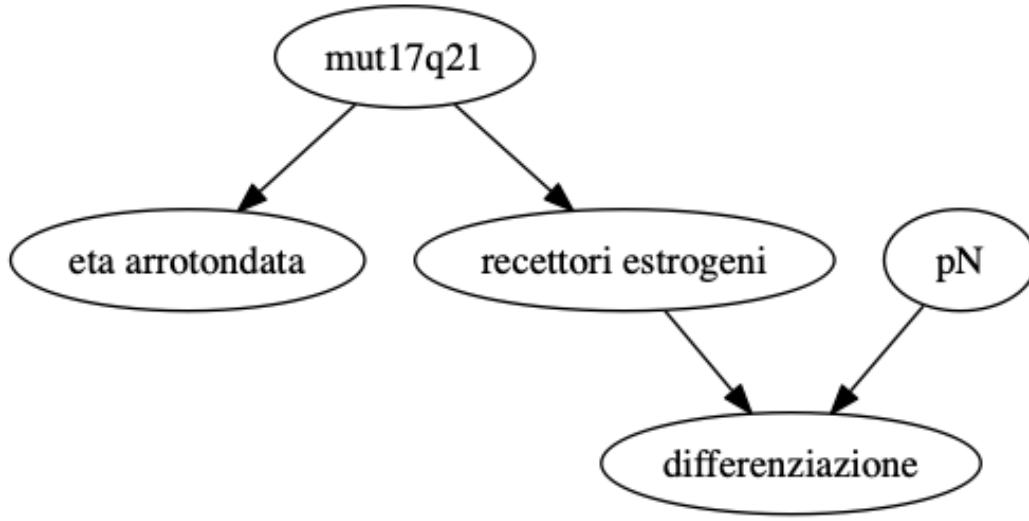 mut17q21
eta arrotondata
recettori estrogeni
pN
differenziazione